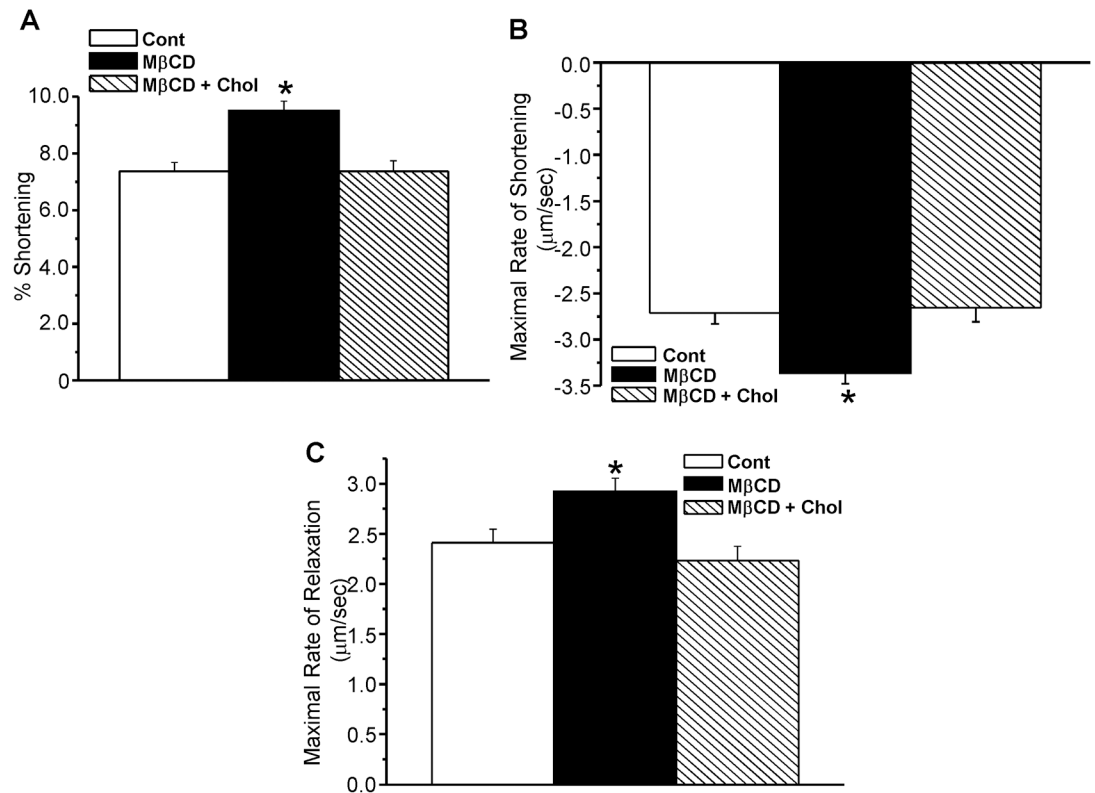 A
Cont
MβCD
MβCD + Chol
*
10.0
8.0
6.0
4.0
2.0
0
% Shortening
B
0.0
-0.5
-1.0
-1.5
-2.0
-2.5
-3.0
-3.5
Maximal Rate of Shortening
(μm/sec)
Cont
MβCD
MβCD + Chol
*
C
Cont
MβCD
MβCD + Chol
*
3.0
2.5
2.0
1.5
1.0
0.5
0.0
Maximal Rate of Relaxation
(μm/sec)